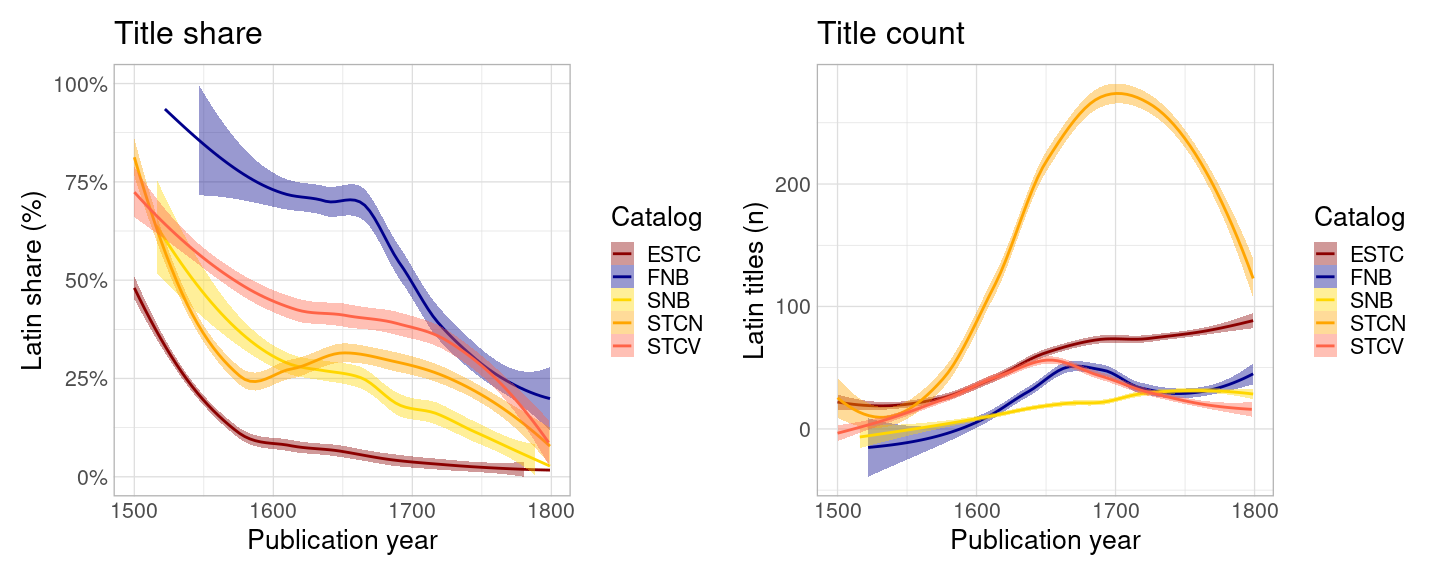 Title share
Latin share (%)
100%
75%
50%
25%
0%
1500 1600 1700 1800
Publication year
Catalog
ESTC
FNB
SNB
STCN
STCV
Title count
Latin titles (n)
200
100
0
1500 1600 1700 1800
Publication year
Catalog
ESTC
FNB
SNB
STCN
STCV